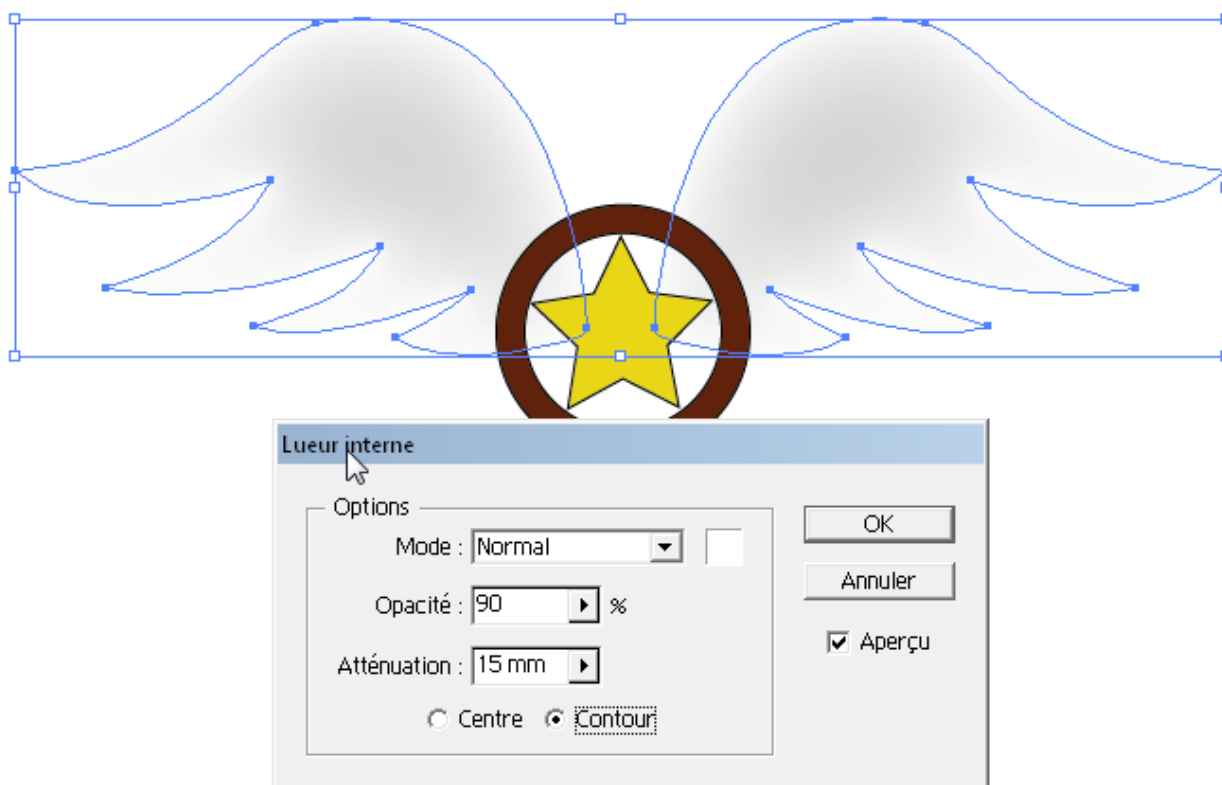 Lueur interne
Options
Mode : Normal
OK
Opacité : 90 %
Annuler
Atténuation : 15 mm
Aperçu
Centre Contour